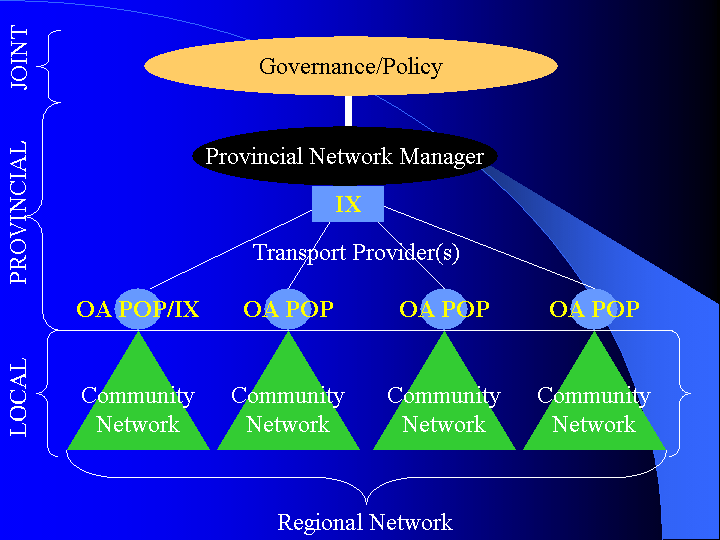 JOINT
Governance/Policy
PROVINCIAL
Provincial Network Manager
IX
Transport Provider(s)
OA POP/IX
OA POP
OA POP
OA POP
LOCAL
Community
Network
Community
Network
Community
Network
Community
Network
Regional Network